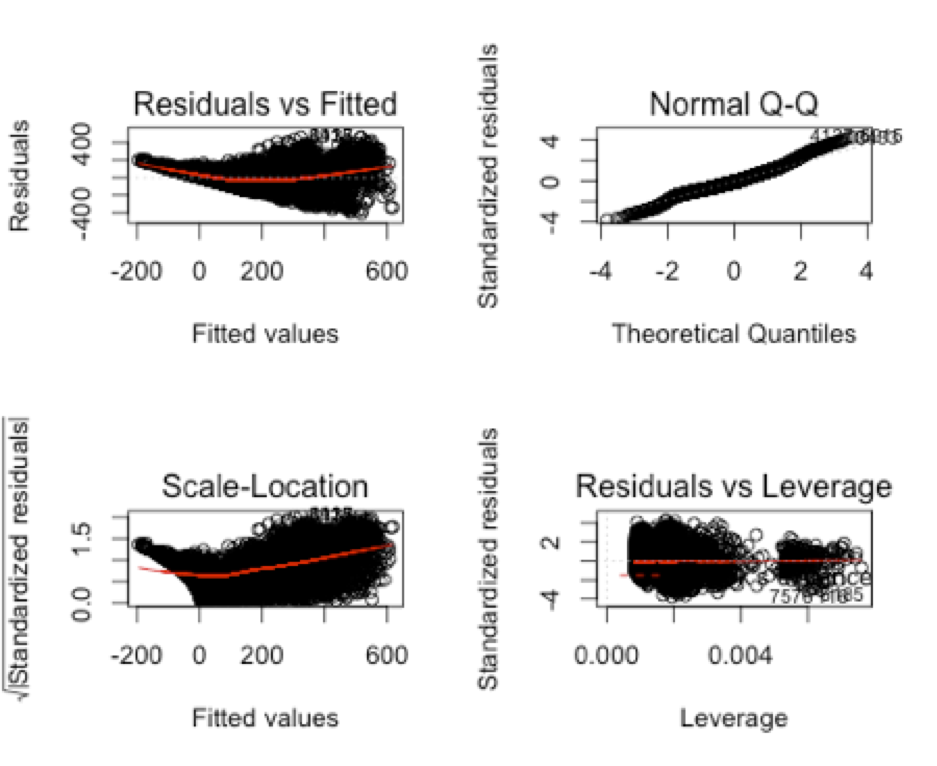 Residuals vs Fitted
Residuals
400
-400
-200 0 200 600
Fitted values
Normal Q-Q
Standardized residuals
4
0
-4
-4 -2 0 2 4
Theoretical Quantiles
Scale-Location
√|Standardized residuals|
1.5
0.0
-200 0 200 600
Fitted values
Residuals vs Leverage
Standardized residuals
2
-4
0.000 0.004
Leverage